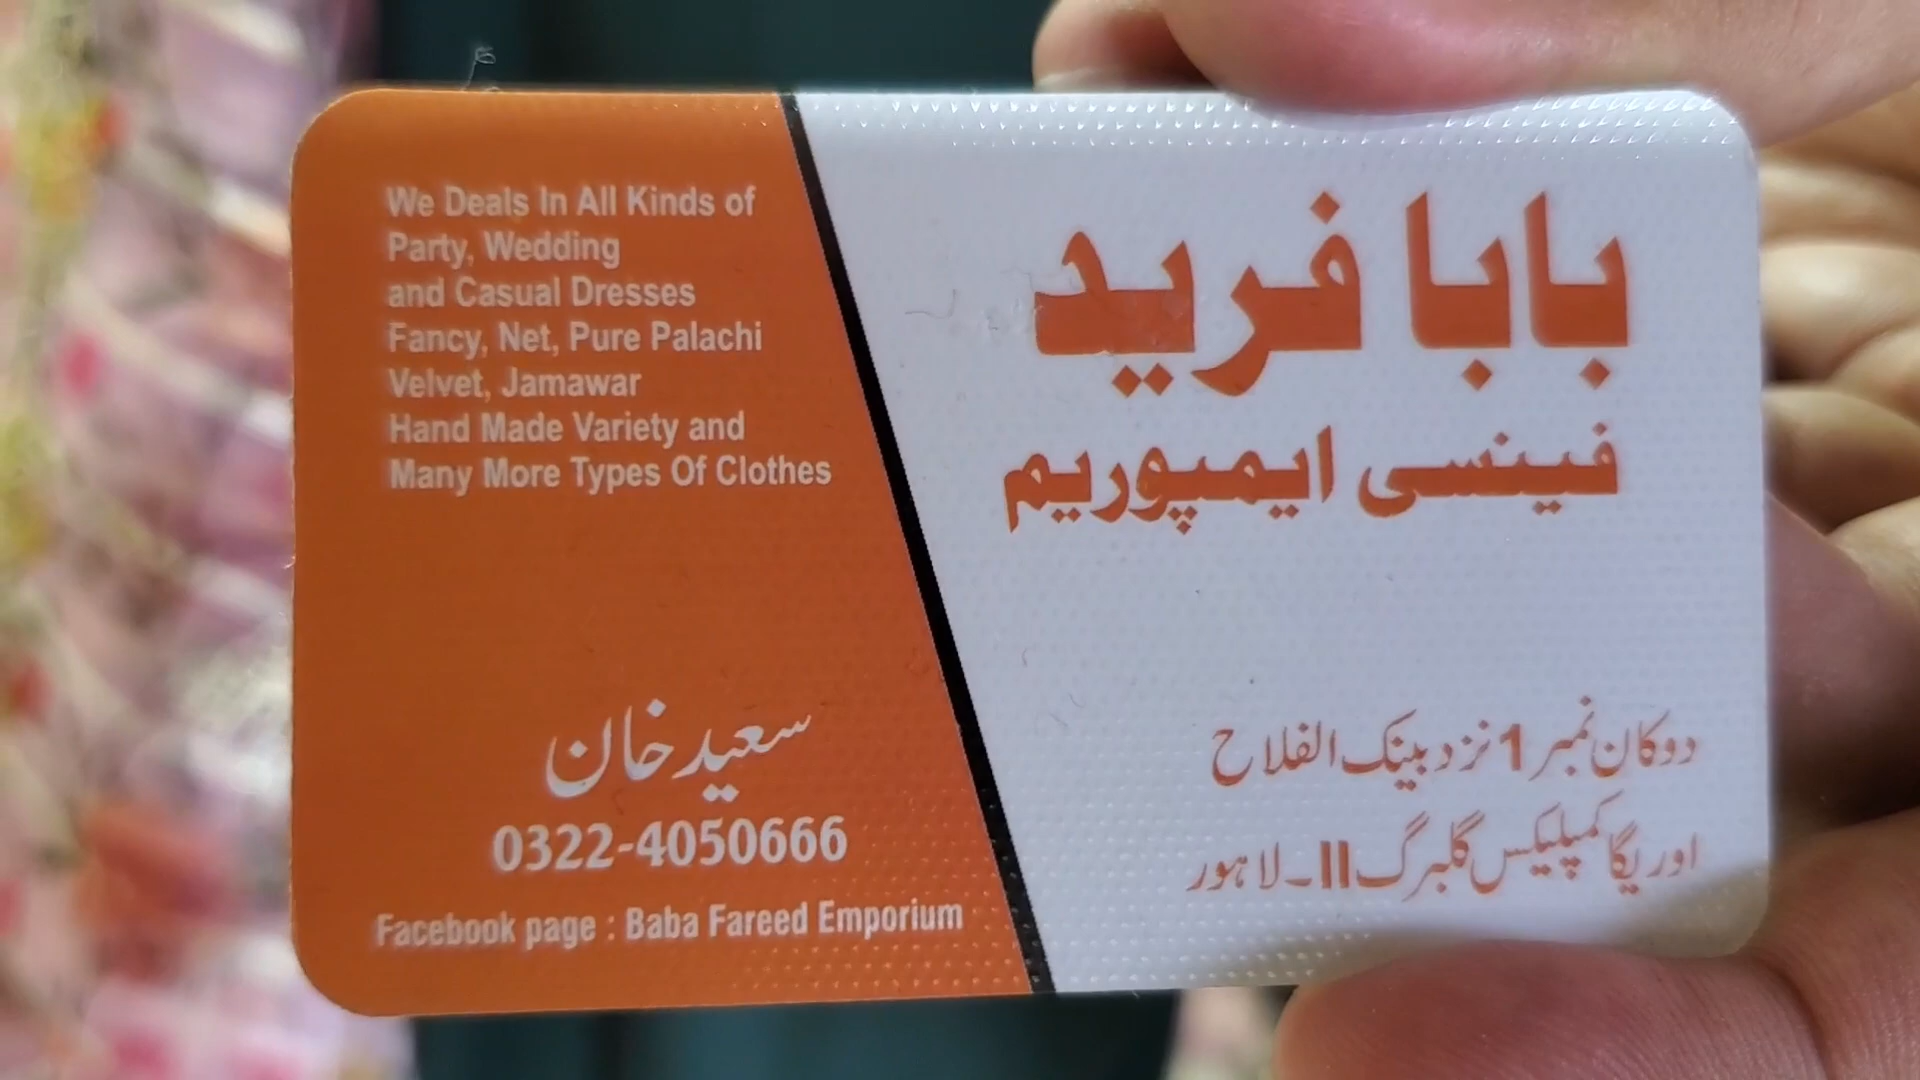 We Deals In All Kinds of
Party, Wedding
and Casual Dresses
Fancy, Net, Pure Palachi
Velvet, Jamawar
Hand Made Variety and
Many More Types Of Clothes
سعید خان
0322-4050666
Facebook page : Baba Fareed Emporium
بابا فرید
فینسی ایمپوریم
دوکان نمبر 1 نزد بینک الفلاح
اوریگا کمپلیکس گلبرگ II۔لاہور